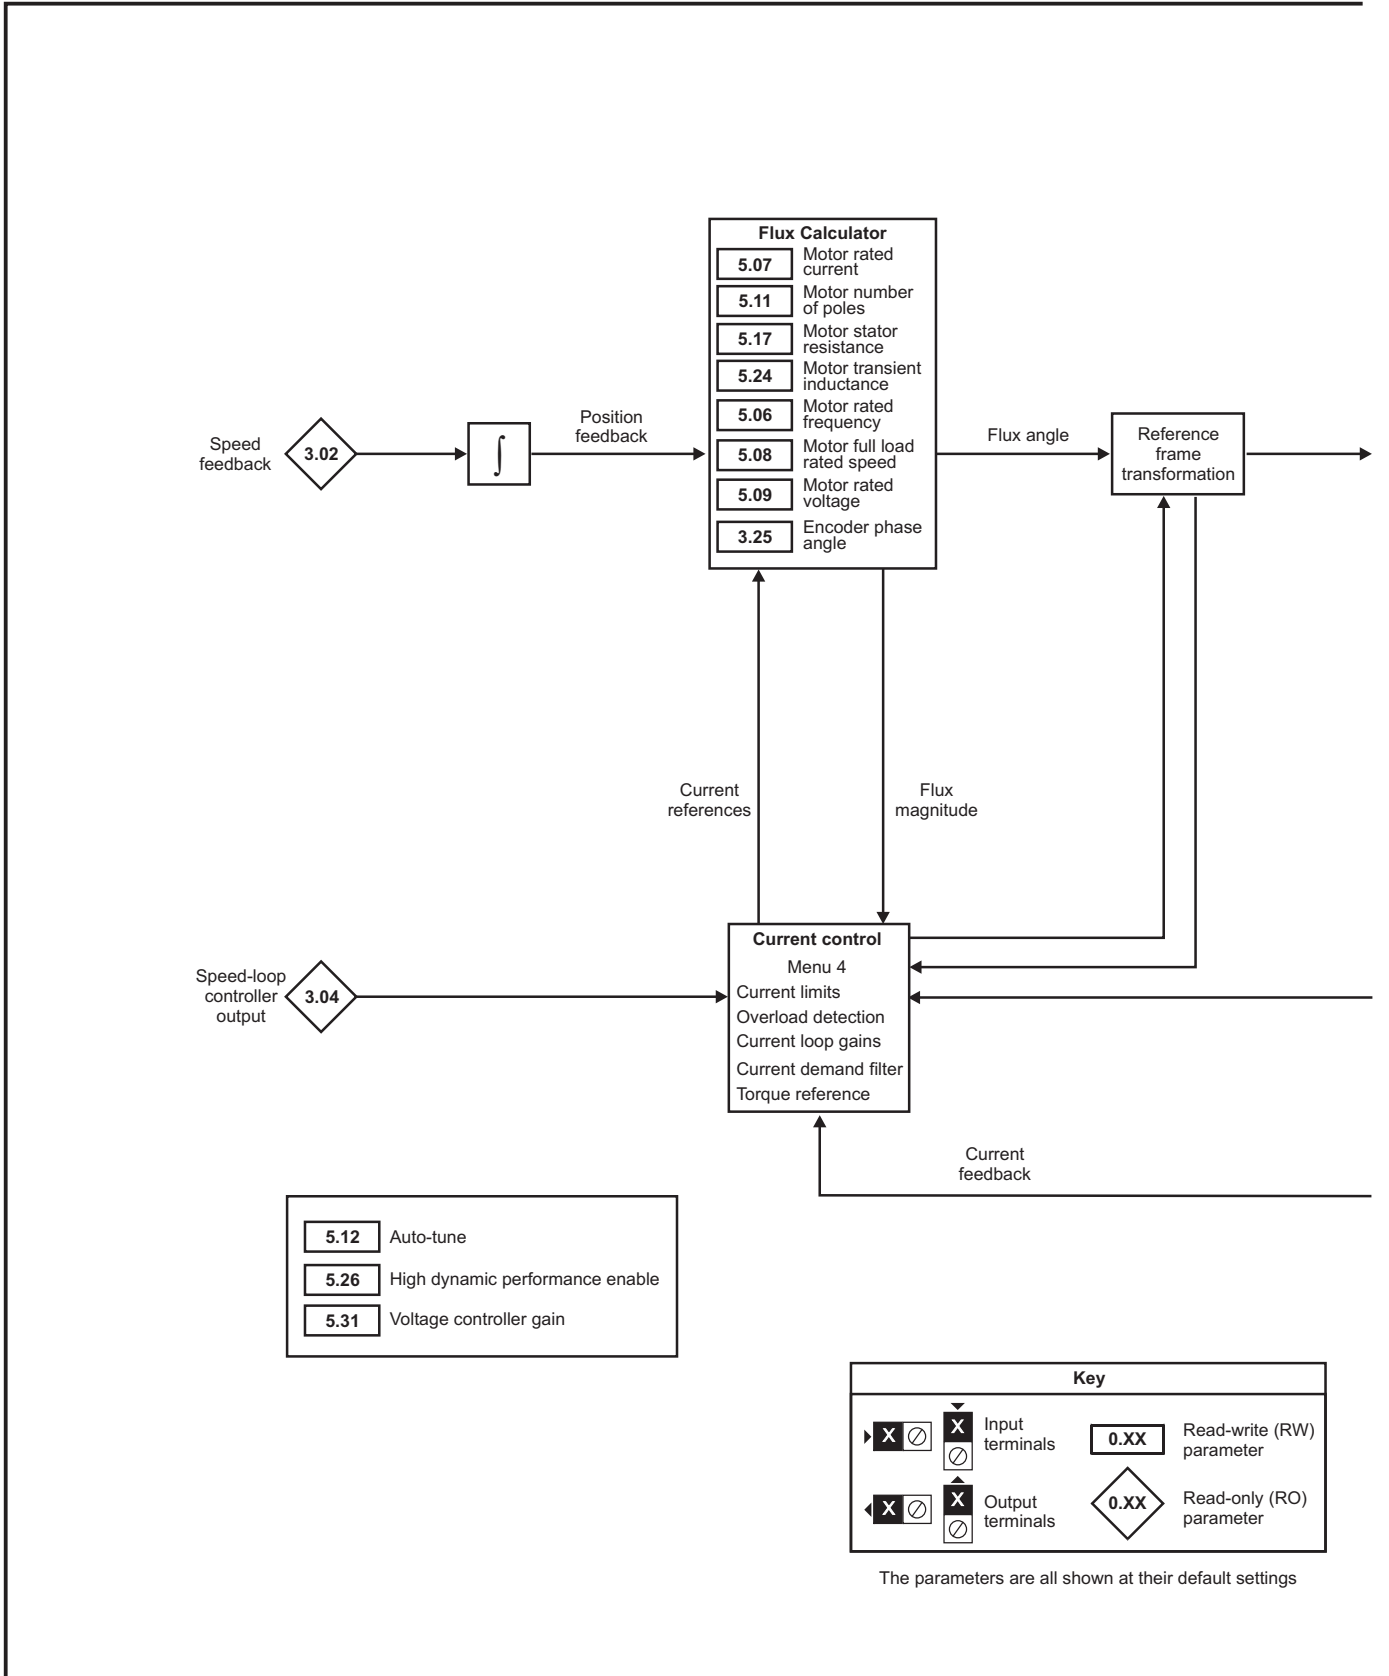 Flux Calculator
5.07
Motor rated
current
5.11
Motor number
of poles
5.17
Motor stator
resistance
5.24
Motor transient
inductance
5.06
Motor rated
frequency
5.08
Motor full load
rated speed
5.09
Motor rated
voltage
3.25
Encoder phase
angle
Speed
feedback
3.02
∫
Position
feedback
Flux angle
Reference
frame
transformation
Current
references
Flux
magnitude
Speed-loop
controller
output
3.04
Current control
Menu 4
Current limits
Overload detection
Current loop gains
Current demand filter
Torque reference
Current
feedback
5.12
Auto-tune
5.26
High dynamic performance enable
5.31
Voltage controller gain
Key
X
X
Input
terminals
0.XX
Read-write (RW)
parameter
X
X
Output
terminals
0.XX
Read-only (RO)
parameter
The parameters are all shown at their default settings